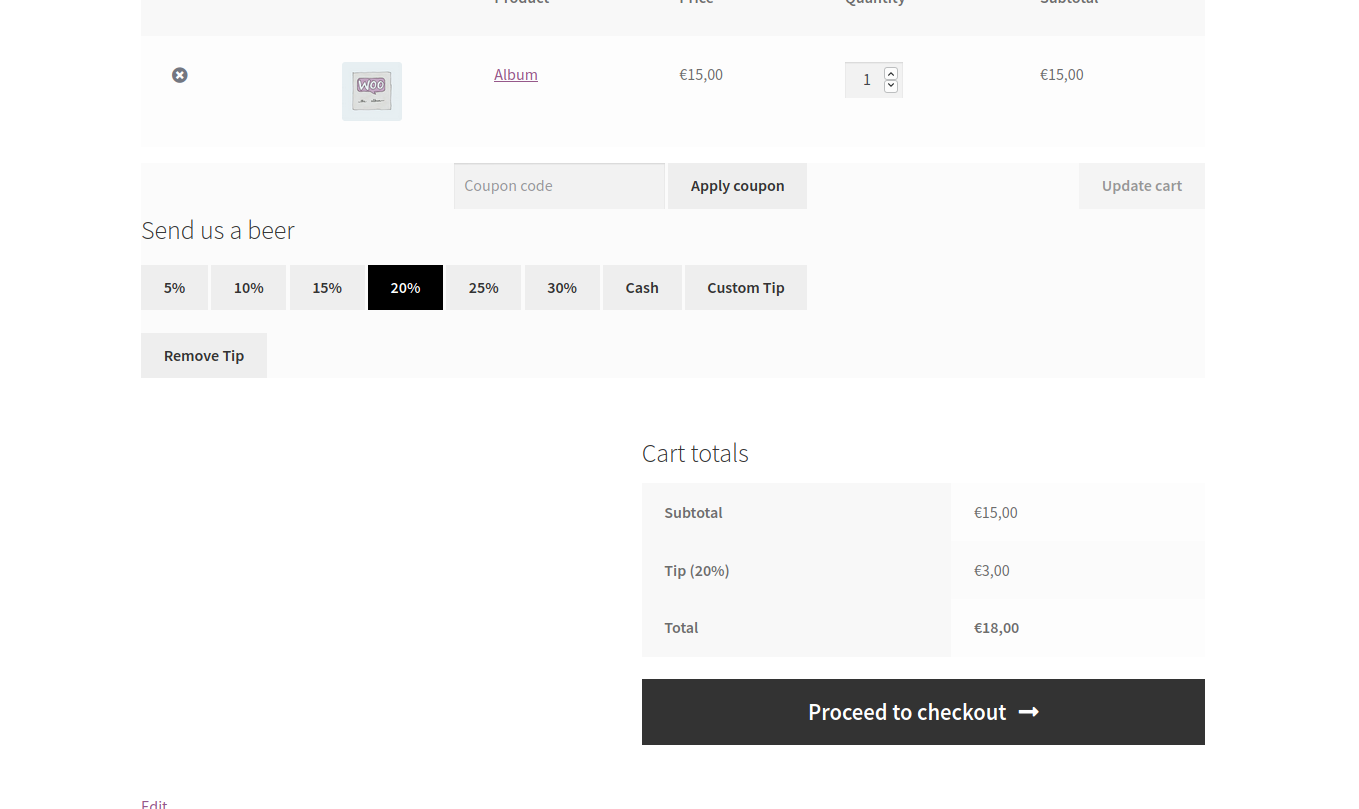 Product Price Quantity Subtotal
WOO
Album €15,00 1 €15,00
Coupon code Apply coupon Update cart
Send us a beer
5% 10% 15% 20% 25% 30% Cash Custom Tip
Remove Tip
Cart totals
Subtotal €15,00
Tip (20%) €3,00
Total €18,00
Proceed to checkout
Edit